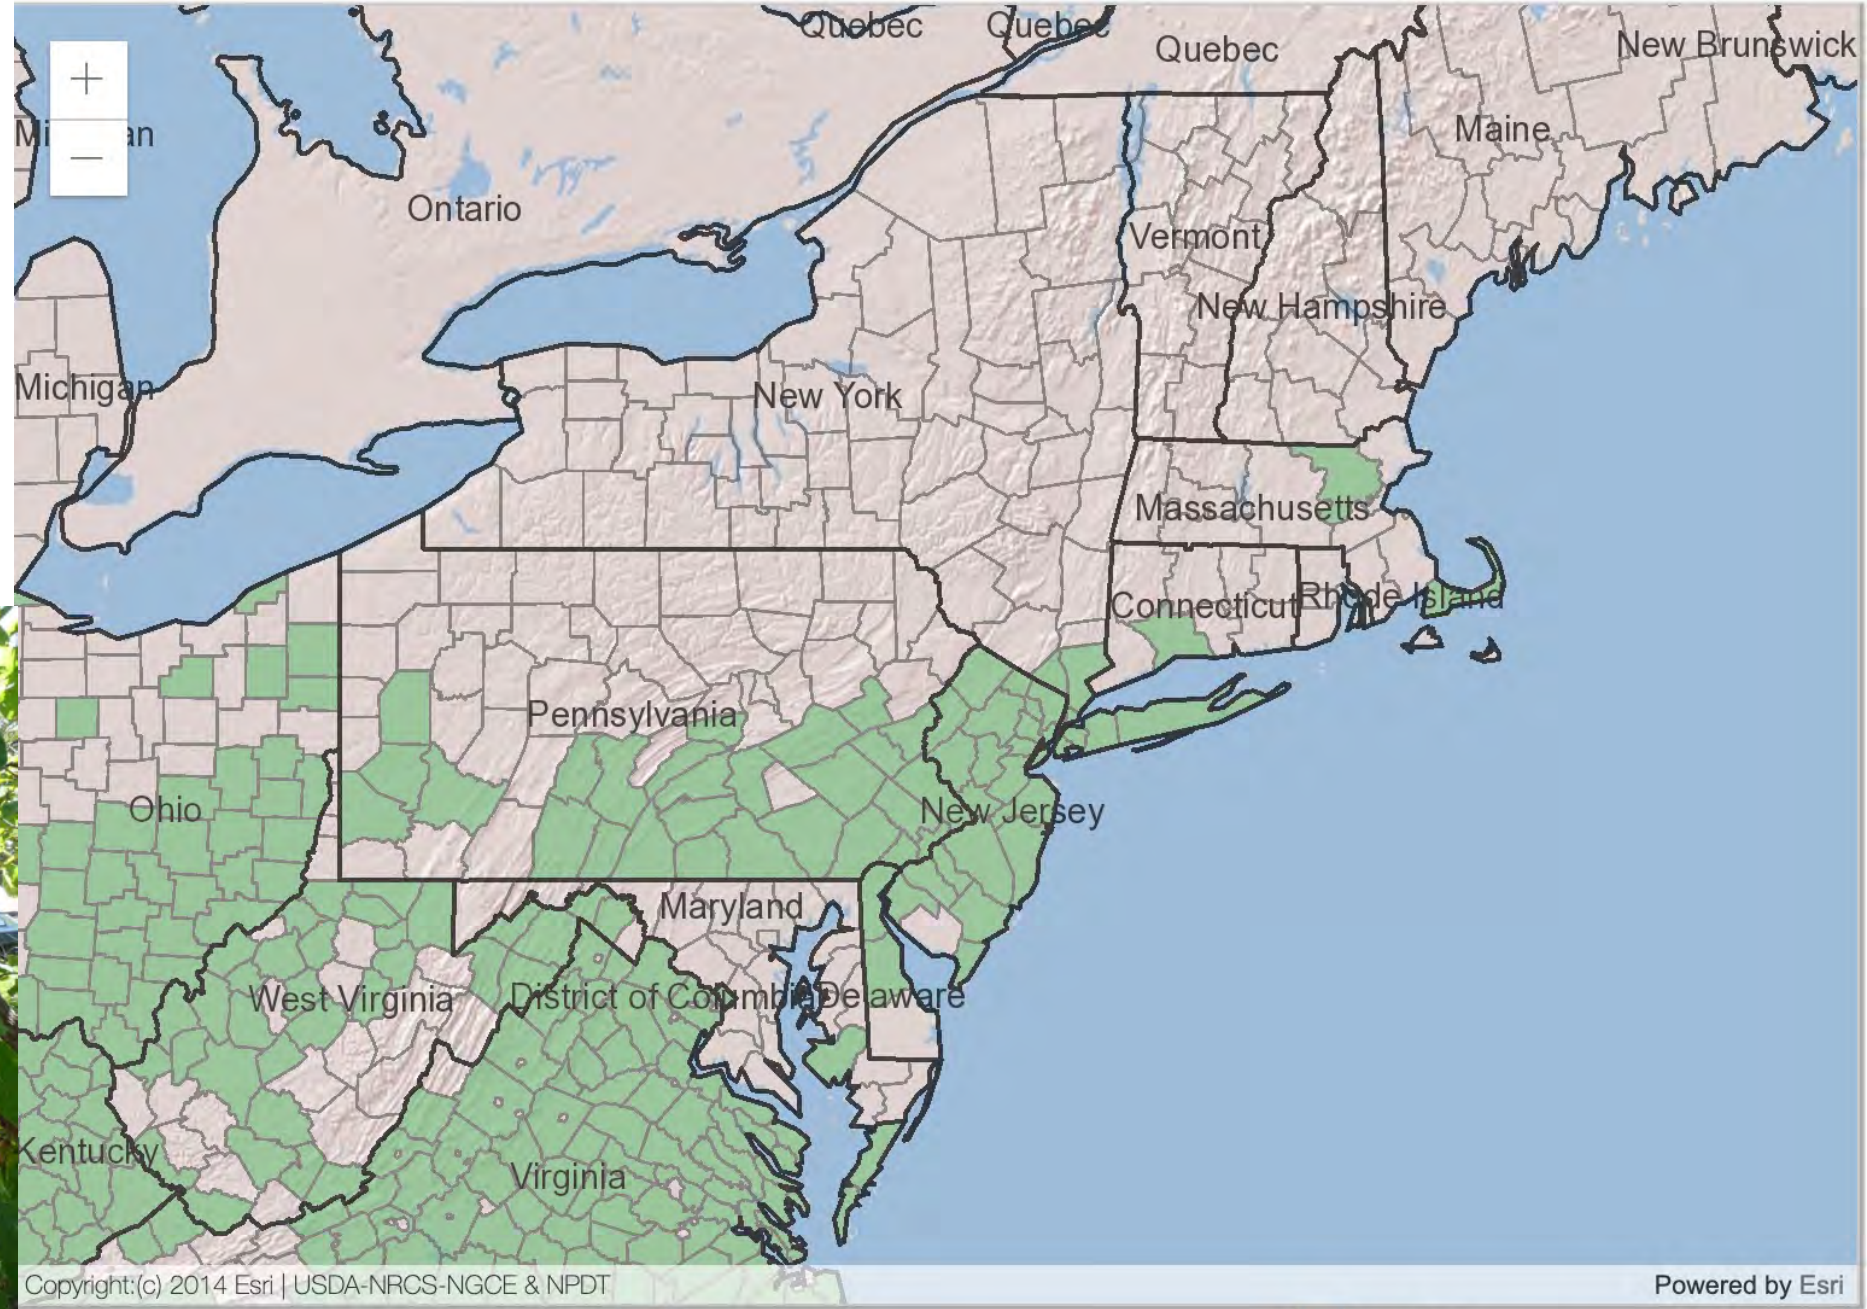 Quebec
Quebec
Quebec
New Brunswick
+
Mi an
−
Maine
Ontario
Vermont
New Hampshire
Michigan
New York
Massachusetts
Connecticut
Rhode Island
Pennsylvania
Ohio
New Jersey
Maryland
West Virginia
District of Columbia
Delaware
Kentucky
Virginia
Copyright:(c) 2014 Esri | USDA-NRCS-NGCE & NPDT
Powered by Esri